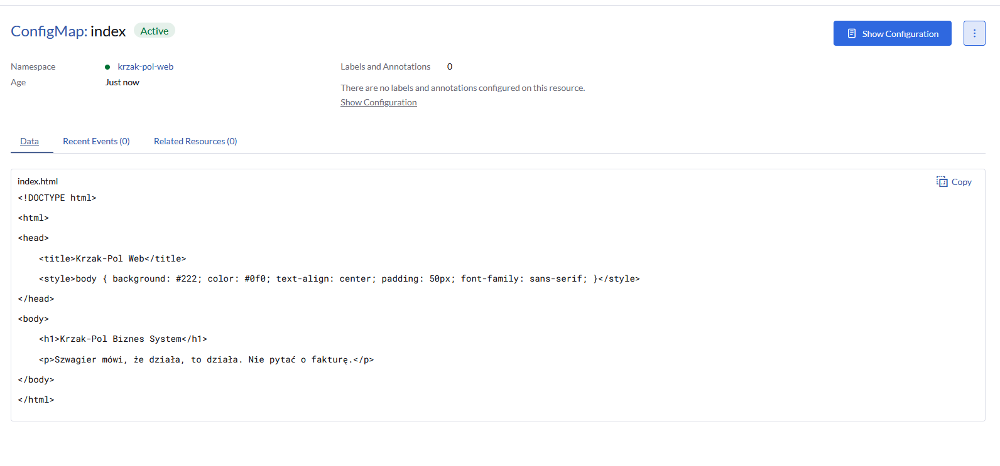 ConfigMap: index Active
Show Configuration
Namespace krzak-pol-web
Age Just now
Labels and Annotations 0
There are no labels and annotations configured on this resource.
Show Configuration
Data Recent Events (0) Related Resources (0)
index.html
Copy
<!DOCTYPE html>
<html>
<head>
    <title>Krzak-Pol Web</title>
    <style>body { background: #222; color: #0f0; text-align: center; padding: 50px; font-family: sans-serif; }</style>
</head>
<body>
    <h1>Krzak-Pol Biznes System</h1>
    <p>Szwagier mówi, że działa, to działa. Nie pytać o fakturę.</p>
</body>
</html>